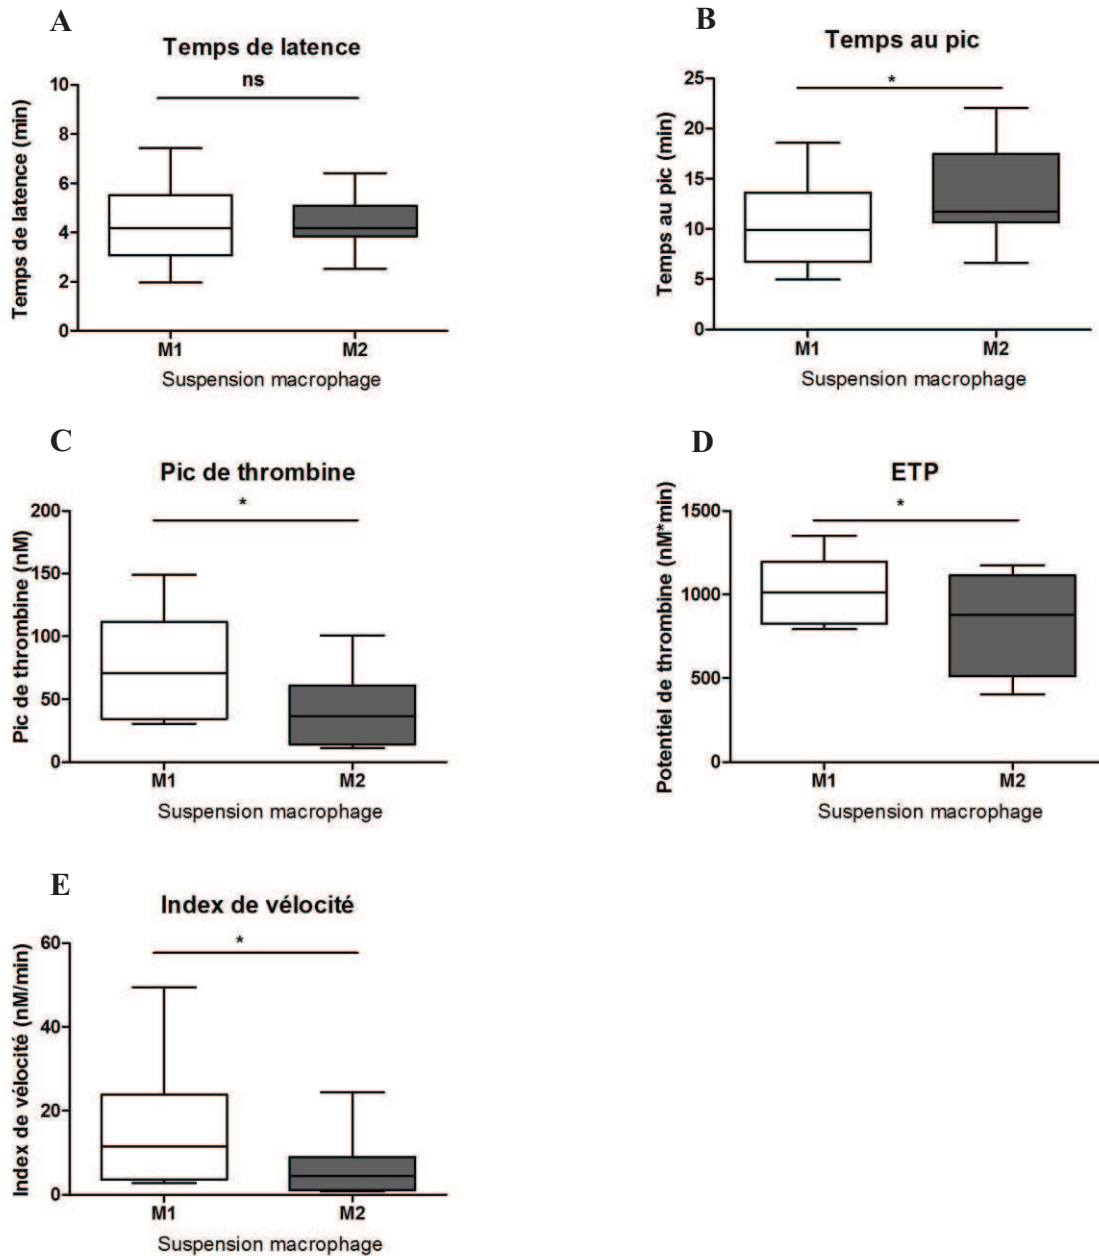 A
Temps de latence
ns
Temps de latence (min)
10
8
6
4
2
0
M1 M2
Suspension macrophage
B
Temps au pic
*
Temps au pic (min)
25
20
15
10
5
0
M1 M2
Suspension macrophage
C
Pic de thrombine
*
Pic de thrombine (nM)
200
150
100
50
0
M1 M2
Suspension macrophage
D
ETP
*
Potentiel de thrombine (nM*min)
1500
1000
500
0
M1 M2
Suspension macrophage
E
Index de vélocité
*
Index de vélocité (nM/min)
60
40
20
0
M1 M2
Suspension macrophage